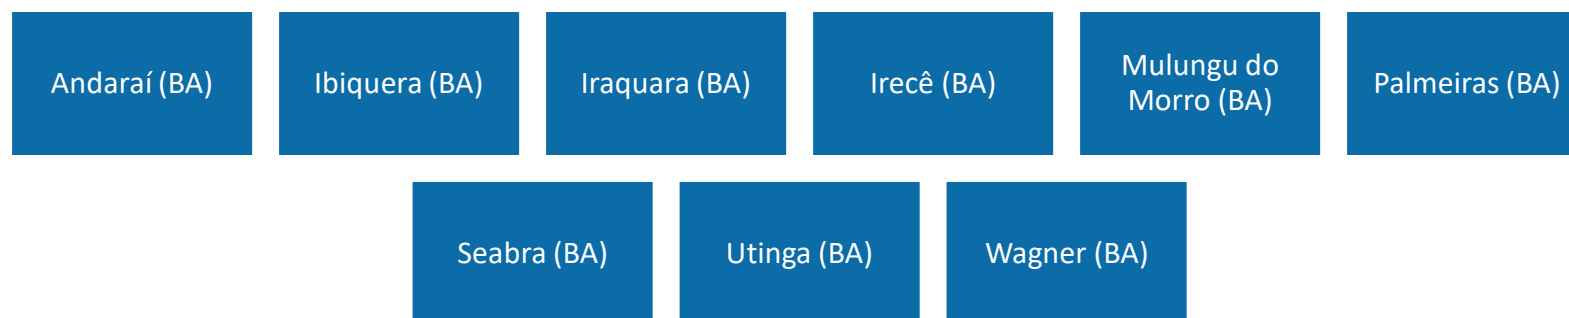 Andaraí (BA)
Ibiquera (BA)
Iraquara (BA)
Irecê (BA)
Mulungu do
Morro (BA)
Palmeiras (BA)
Seabra (BA)
Utinga (BA)
Wagner (BA)